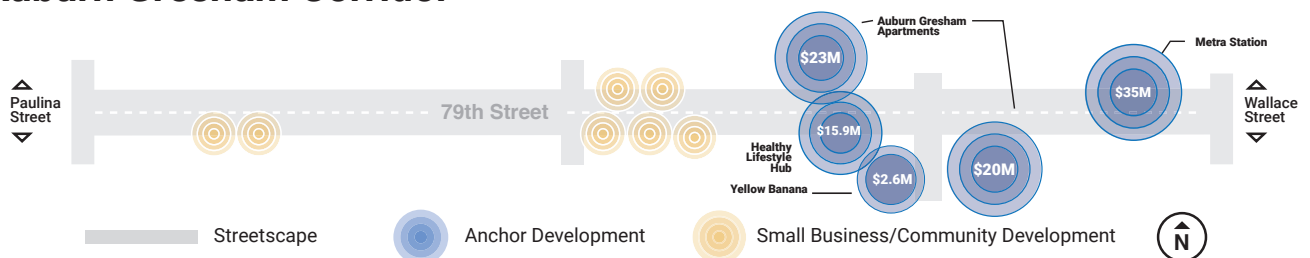 Auburn Gresham Corridor
Auburn Gresham
Apartments
$23M
Metra Station
$35M
Paulina
Street
79th Street
Wallace
Street
$15.9M
Healthy
Lifestyle
Hub
$2.6M
$20M
Yellow Banana
Streetscape
Anchor Development
Small Business/Community Development
N